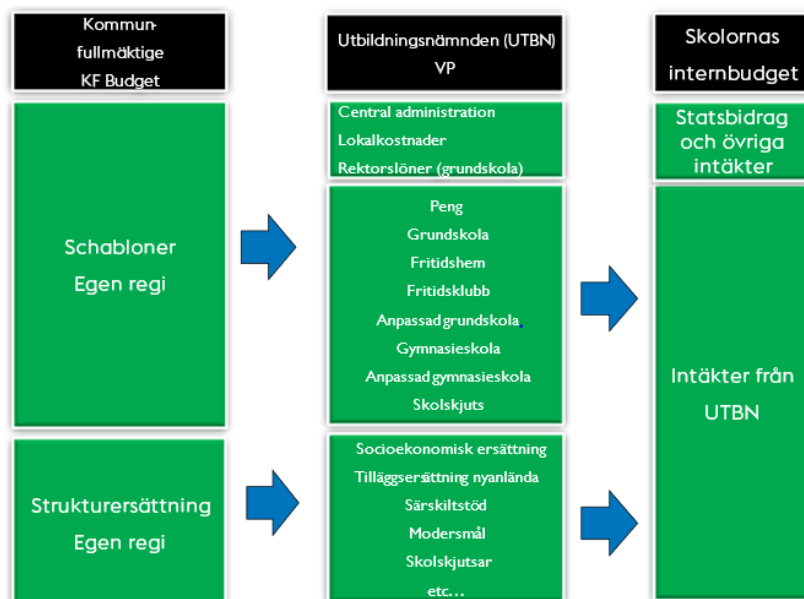 Kommun-
fullmäktige
KF Budget
Schabloner
Egen regi
Strukturersättning
Egen regi
Utbildningsnämnden (UTBN)
VP
Central administration
Lokalkostnader
Rektorslöner (grundskola)
Peng
Grundskola
Fritidshem
Fritidsklubb
Anpassad grundskola.
Gymnasieskola
Anpassad gymnasieskola
Skolskjuts
Socioekonomisk ersättning
Tilläggsersättning nyanlända
Särskiltstöd
Modersmål
Skolskjutsar
etc…
Skolornas
internbudget
Statsbidrag
och övriga
intäkter
Intäkter från
UTBN